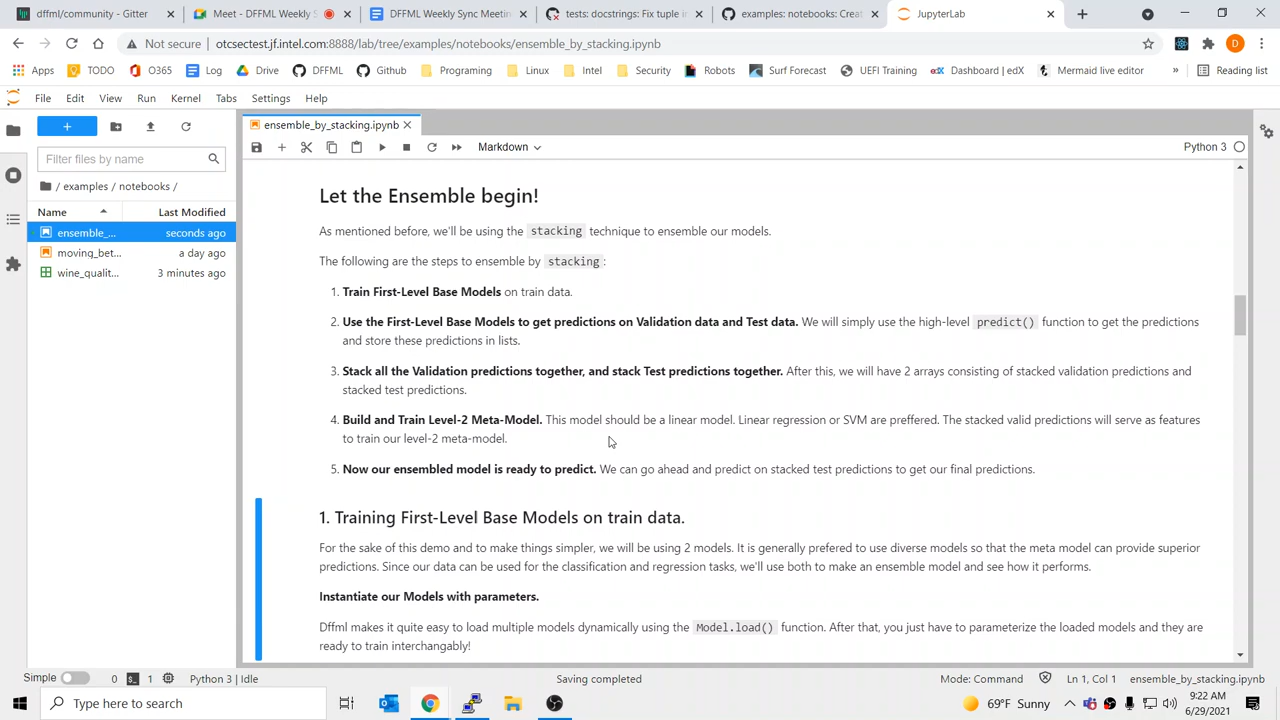 dffml/community - Gitter
Meet - DFFML Weekly S
DFFML Weekly Sync Meeting
tests: docstrings: Fix tuple in
examples: notebooks: Creat
JupyterLab
Not secure
otcsectest.jf.intel.com:8888/lab/tree/examples/notebooks/ensemble_by_stacking.ipynb
Apps
TODO
O365
Log
Drive
DFFML
Github
Programing
Linux
Intel
Security
Robots
Surf Forecast
UEFI Training
edX
Dashboard | edX
Mermaid live editor
»
Reading list
File Edit View Run Kernel Tabs Settings Help
ensemble_by_stacking.ipynb
Markdown
Python 3
Filter files by name
/ examples / notebooks /
Name
Last Modified
ensemble_...
seconds ago
moving_bet...
a day ago
wine_qualit...
3 minutes ago
Let the Ensemble begin!
As mentioned before, we'll be using the stacking technique to ensemble our models.
The following are the steps to ensemble by stacking:
1. Train First-Level Base Models on train data.
2. Use the First-Level Base Models to get predictions on Validation data and Test data. We will simply use the high-level predict() function to get the predictions
and store these predictions in lists.
3. Stack all the Validation predictions together, and stack Test predictions together. After this, we will have 2 arrays consisting of stacked validation predictions and
stacked test predictions.
4. Build and Train Level-2 Meta-Model. This model should be a linear model. Linear regression or SVM are preffered. The stacked valid predictions will serve as features
to train our level-2 meta-model.
5. Now our ensembled model is ready to predict. We can go ahead and predict on stacked test predictions to get our final predictions.
1. Training First-Level Base Models on train data.
For the sake of this demo and to make things simpler, we will be using 2 models. It is generally prefered to use diverse models so that the meta model can provide superior
predictions. Since our data can be used for the classification and regression tasks, we'll use both to make an ensemble model and see how it performs.
Instantiate our Models with parameters.
Dffml makes it quite easy to load multiple models dynamically using the Model.load() function. After that, you just have to parameterize the loaded models and they are
ready to train interchangably!
Simple
0
1
Python 3 | Idle
Saving completed
Mode: Command
Ln 1, Col 1
ensemble_by_stacking.ipynb
Type here to search
69°F Sunny
9:22 AM
6/29/2021
D